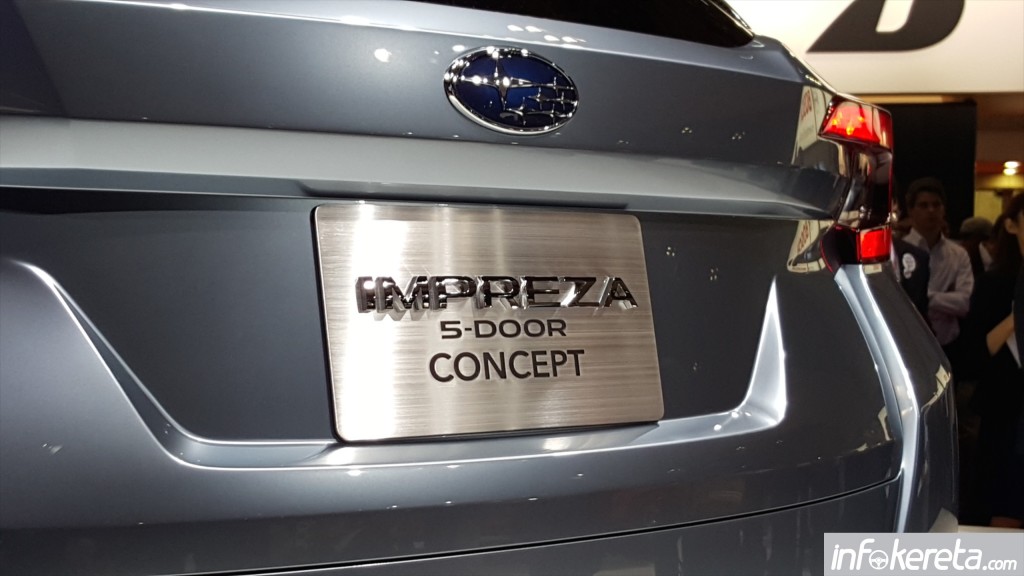 IMPREZA
5-DOOR
CONCEPT
infokereta.com